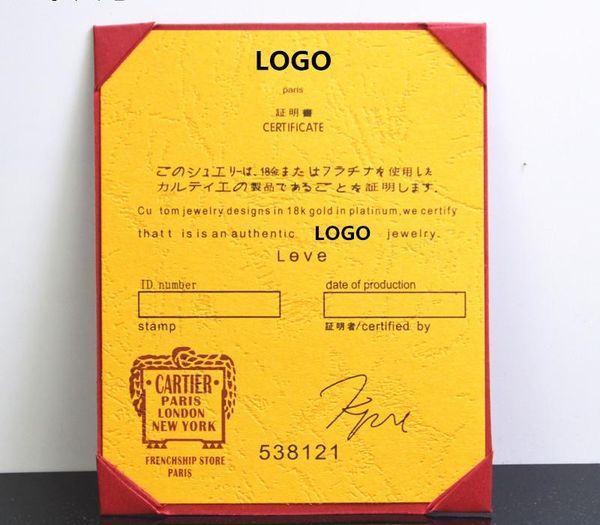 LOGO
paris
証明書
CERTIFICATE
このシュエリーは、18金またはフラチナを使用した
カルティエの製品であるごとを証明します.
Cu tom jewelry designs in 18k gold in platinum, we certify
that t is is an authentic LOGO jewelry.
Love
ID. number
date of production
stamp
証明者/certified by
CARTIER
PARIS
LONDON
NEW YORK
538121
FRENCHSHIP STORE
PARIS